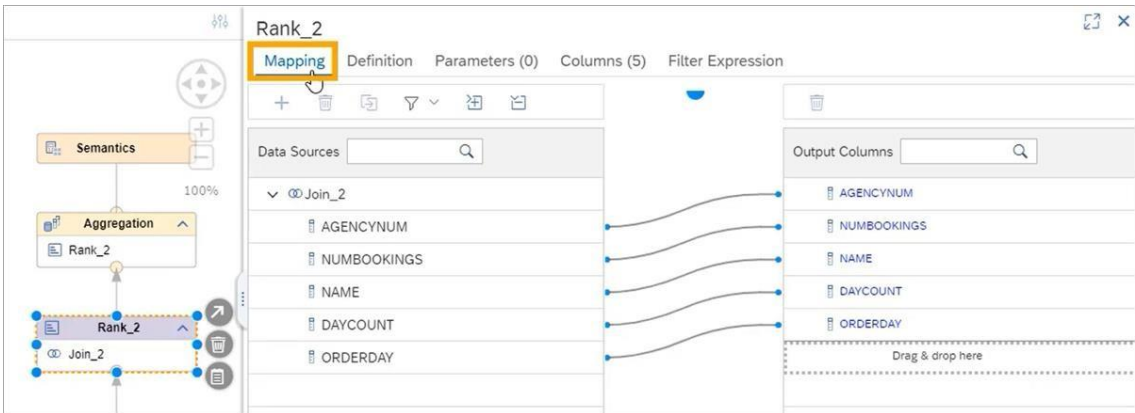 Rank_2
Mapping Definition Parameters (0) Columns (5) Filter Expression
Semantics
100%
Aggregation
Rank_2
Rank_2
Join_2
Data Sources
Join_2
AGENCYNUM
NUMBOOKINGS
NAME
DAYCOUNT
ORDERDAY
Output Columns
AGENCYNUM
NUMBOOKINGS
NAME
DAYCOUNT
ORDERDAY
Drag & drop here